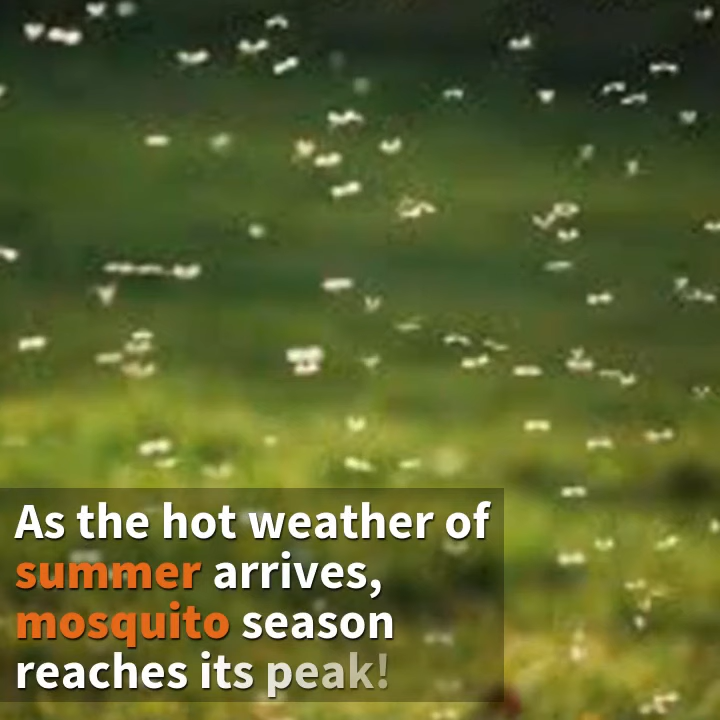 As the hot weather of
summer arrives,
mosquito season
reaches its peak!